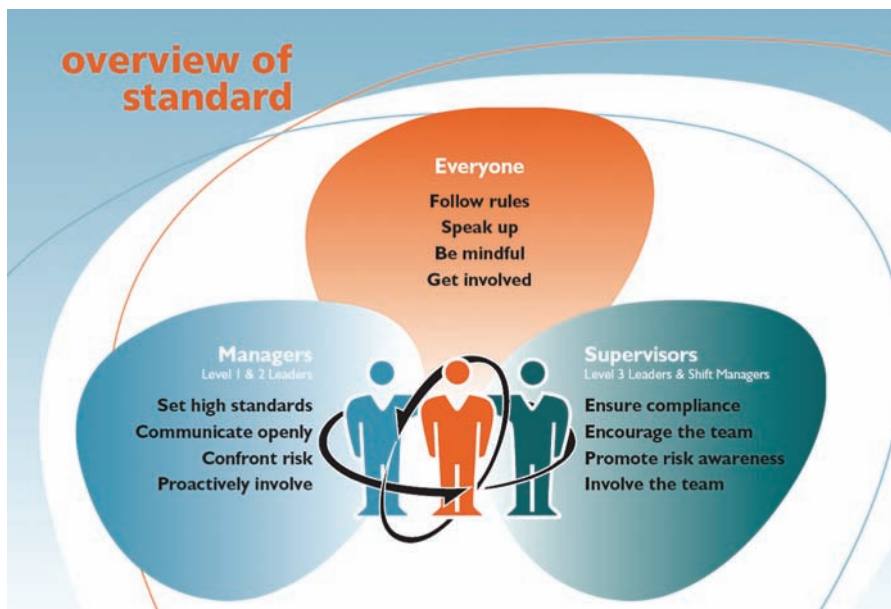 overview of
standard
Everyone
Follow rules
Speak up
Be mindful
Get involved
Managers
Level 1 & 2 Leaders
Set high standards
Communicate openly
Confront risk
Proactively involve
Supervisors
Level 3 Leaders & Shift Managers
Ensure compliance
Encourage the team
Promote risk awareness
Involve the team